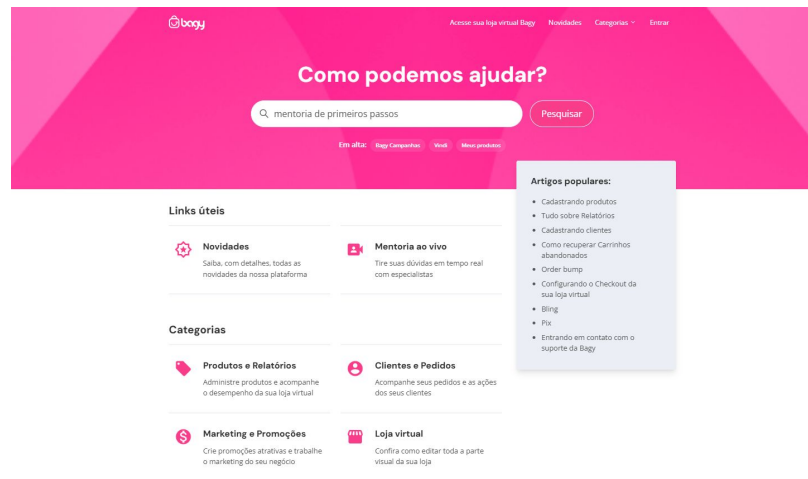 bagy
Acesse sua loja virtual Bagy Novidades Categorias Entrar
Como podemos ajudar?
mentoria de primeiros passos
Pesquisar
Em alta: Bagy Campanhas Vindi Meus produtos
Links úteis
Novidades
Saiba, com detalhes, todas as
novidades da nossa plataforma
Mentoria ao vivo
Tire suas dúvidas em tempo real
com especialistas
Artigos populares:
Cadastrando produtos
Tudo sobre Relatórios
Cadastrando clientes
Como recuperar Carrinhos
abandonados
Order bump
Configurando o Checkout da
sua loja virtual
Bling
Pix
Entrando em contato com o
suporte da Bagy
Categorias
Produtos e Relatórios
Administre produtos e acompanhe
o desempenho da sua loja virtual
Clientes e Pedidos
Acompanhe seus pedidos e as ações
dos seus clientes
Marketing e Promoções
Crie promoções atrativas e trabalhe
o marketing do seu negócio
Loja virtual
Confira como editar toda a parte
visual da sua loja